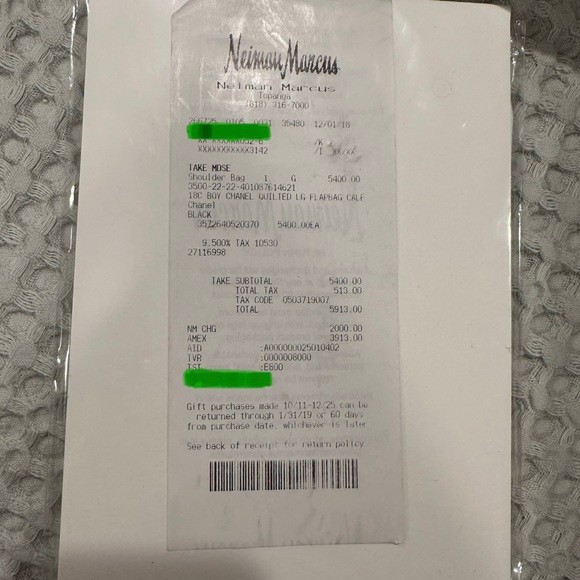 Neiman Marcus
Neiman Marcus
Topanga
(818) 316-7000
35480 12/01/18
/K
XXXXXXXXXXX3142 /I
TAKE MDSE
Shoulder Bag 1 G 5400.00
3500-22-22-401087614621
18C BOY CHANEL QUILTED LG FLAPBAG CALF
Chanel
BLACK
3572640520370 5400.00EA
9.500% TAX 10530
27116998
TAKE SUBTOTAL 5400.00
TOTAL TAX 513.00
TAX CODE 0503719007
TOTAL 5913.00
NM CHG 2000.00
AMEX 3913.00
AID :A000000025010402
IVR :0000008000
TST :E800
Gift purchases made 10/11-12/25 can be
returned through 1/31/19 or 60 days
from purchase date, whichever is later
See back of receipt for return policy